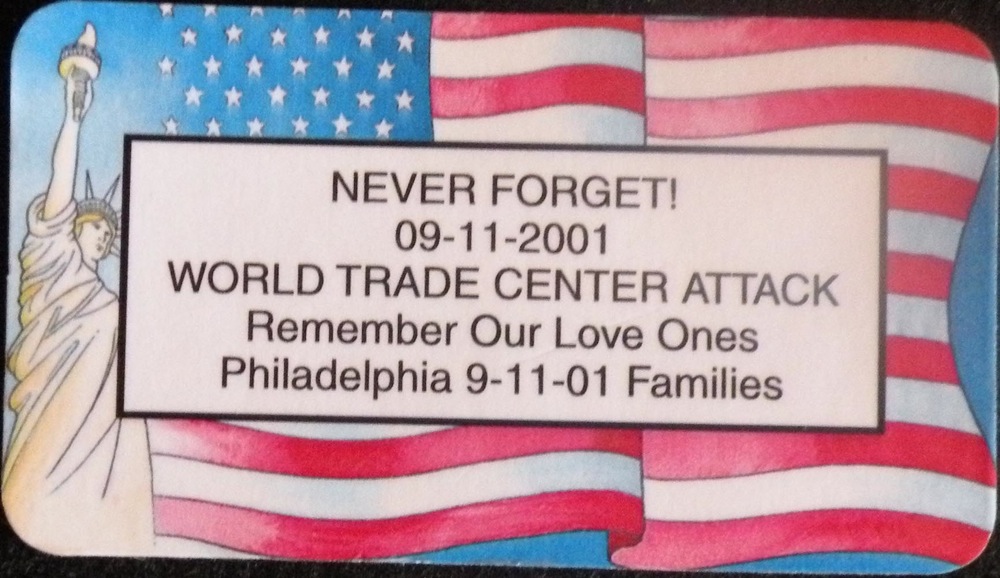 NEVER FORGET!
09-11-2001
WORLD TRADE CENTER ATTACK
Remember Our Love Ones
Philadelphia 9-11-01 Families